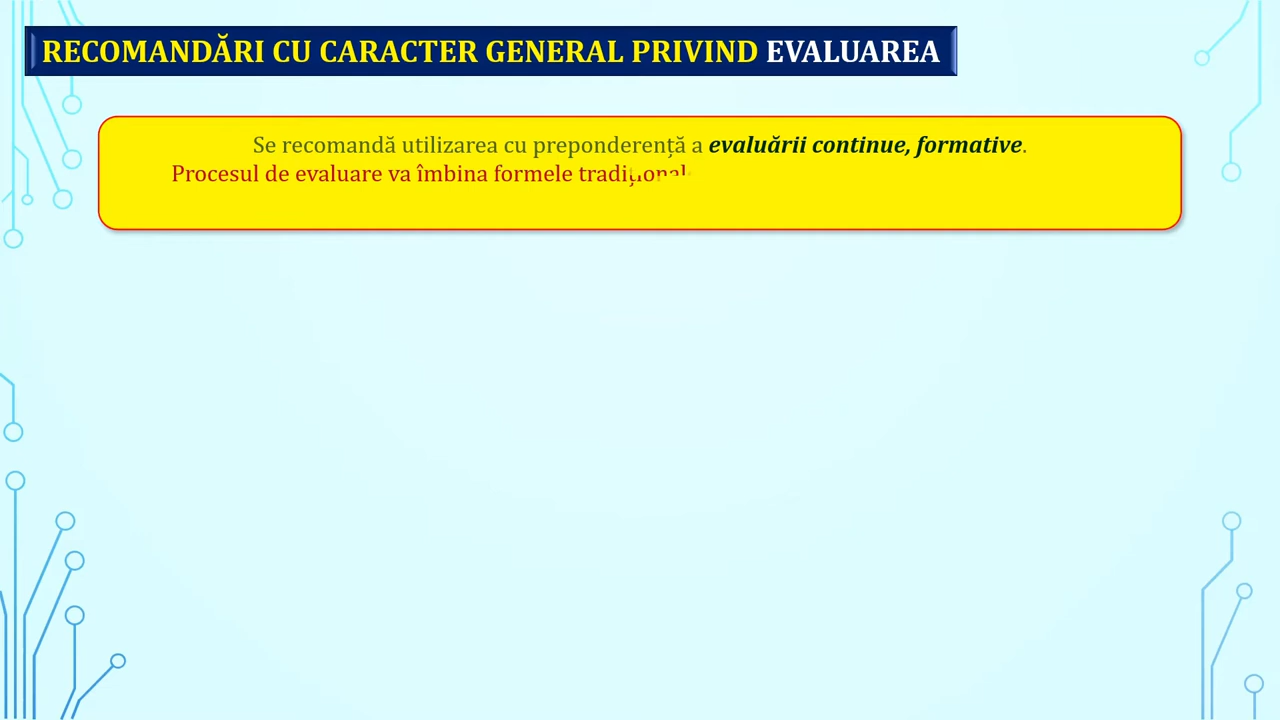 RECOMANDĂRI CU CARACTER GENERAL PRIVIND EVALUAREA
Se recomandă utilizarea cu preponderență a evaluării continue, formative.
Procesul de evaluare va îmbina formele